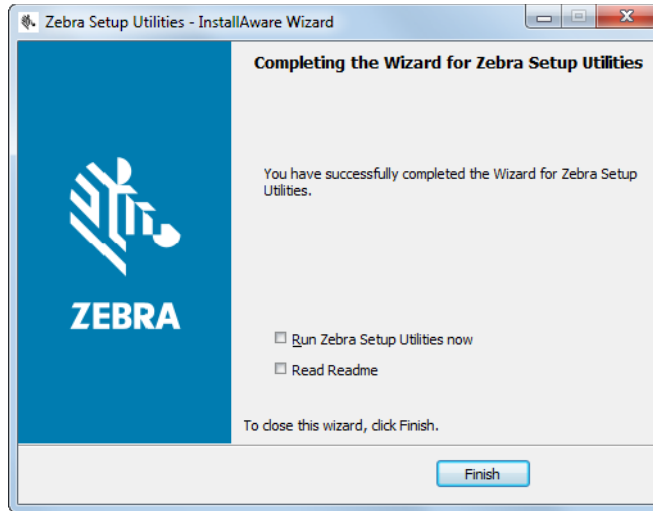 Zebra Setup Utilities - InstallAware Wizard
Completing the Wizard for Zebra Setup Utilities
You have successfully completed the Wizard for Zebra Setup
Utilities.
ZEBRA
Run Zebra Setup Utilities now
Read Readme
To close this wizard, click Finish.
Finish